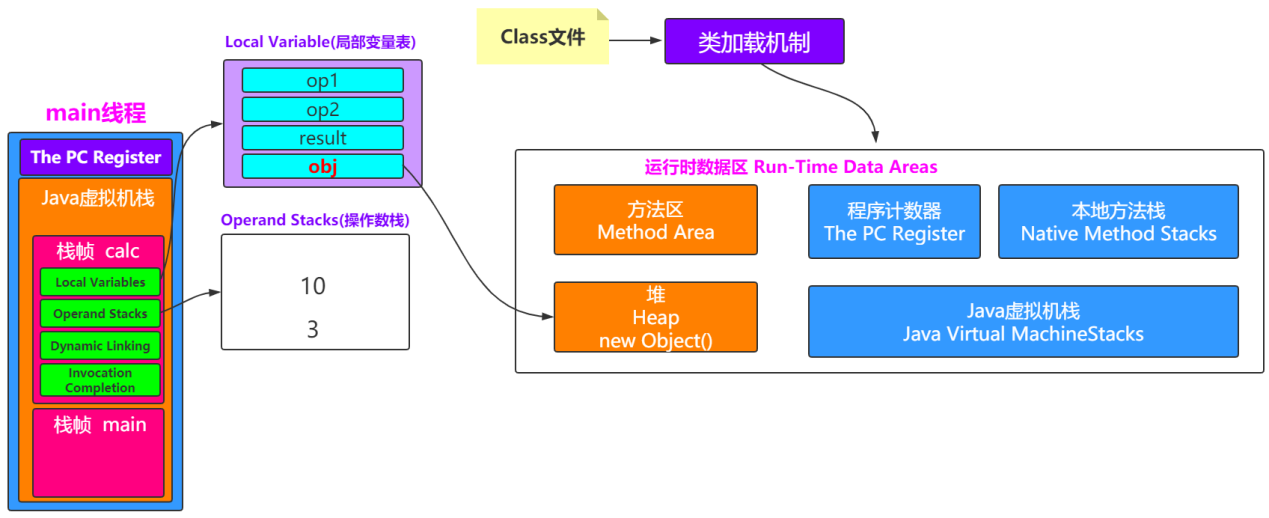 Class文件
类加载机制
Local Variable(局部变量表)
op1
op2
result
obj
main线程
The PC Register
Java虚拟机栈
栈帧 calc
Local Variables
Operand Stacks
Dynamic Linking
Invocation
Completion
栈帧 main
Operand Stacks(操作数栈)
10
3
运行时数据区 Run-Time Data Areas
方法区
Method Area
程序计数器
The PC Register
本地方法栈
Native Method Stacks
堆
Heap
new Object()
Java虚拟机栈
Java Virtual MachineStacks